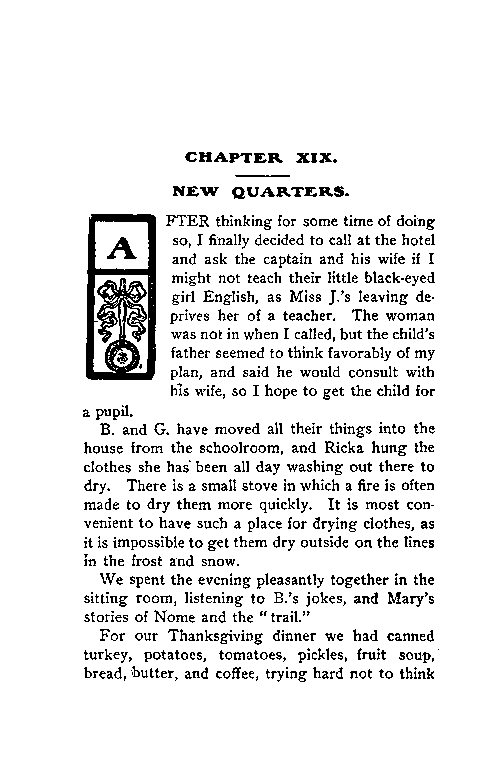 CHAPTER XIX.
NEW QUARTERS.
AFTER thinking for some time of doing
so, I finally decided to call at the hotel
and ask the captain and his wife if I
might not teach their little black-eyed
girl English, as Miss J.'s leaving de-
prives her of a teacher. The woman
was not in when I called, but the child's
father seemed to think favorably of my
plan, and said he would consult with
his wife, so I hope to get the child for
a pupil.
B. and G. have moved all their things into the
house from the schoolroom, and Ricka hung the
clothes she has been all day washing out there to
dry. There is a small stove in which a fire is often
made to dry them more quickly. It is most con-
venient to have such a place for drying clothes, as
it is impossible to get them dry outside on the lines
in the frost and snow.
We spent the evening pleasantly together in the
sitting room, listening to B.'s jokes, and Mary's
stories of Nome and the "trail."
For our Thanksgiving dinner we had canned
turkey, potatoes, tomatoes, pickles, fruit soup,
bread, butter, and coffee, trying hard not to think